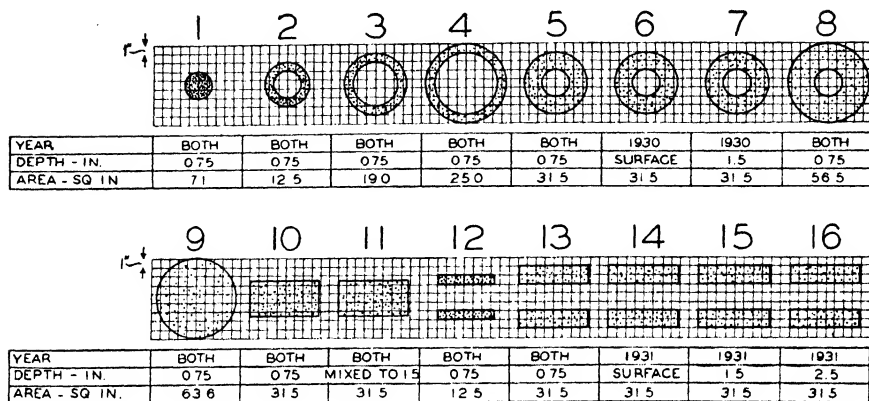 1 2 3 4 5 6 7 8
1"
YEAR BOTH BOTH BOTH BOTH BOTH 1930 1930 BOTH
DEPTH - IN. 0.75 0.75 0.75 0.75 0.75 SURFACE 1.5 0.75
AREA - SQ IN 7.1 12.5 19.0 25.0 31.5 31.5 31.5 56.5
9 10 11 12 13 14 15 16
1"
YEAR BOTH BOTH BOTH BOTH BOTH 1931 1931 1931
DEPTH - IN. 0.75 0.75 MIXED TO 1.5 0.75 0.75 SURFACE 1.5 2.5
AREA - SQ IN. 63.6 31.5 31.5 12.5 31.5 31.5 31.5 31.5